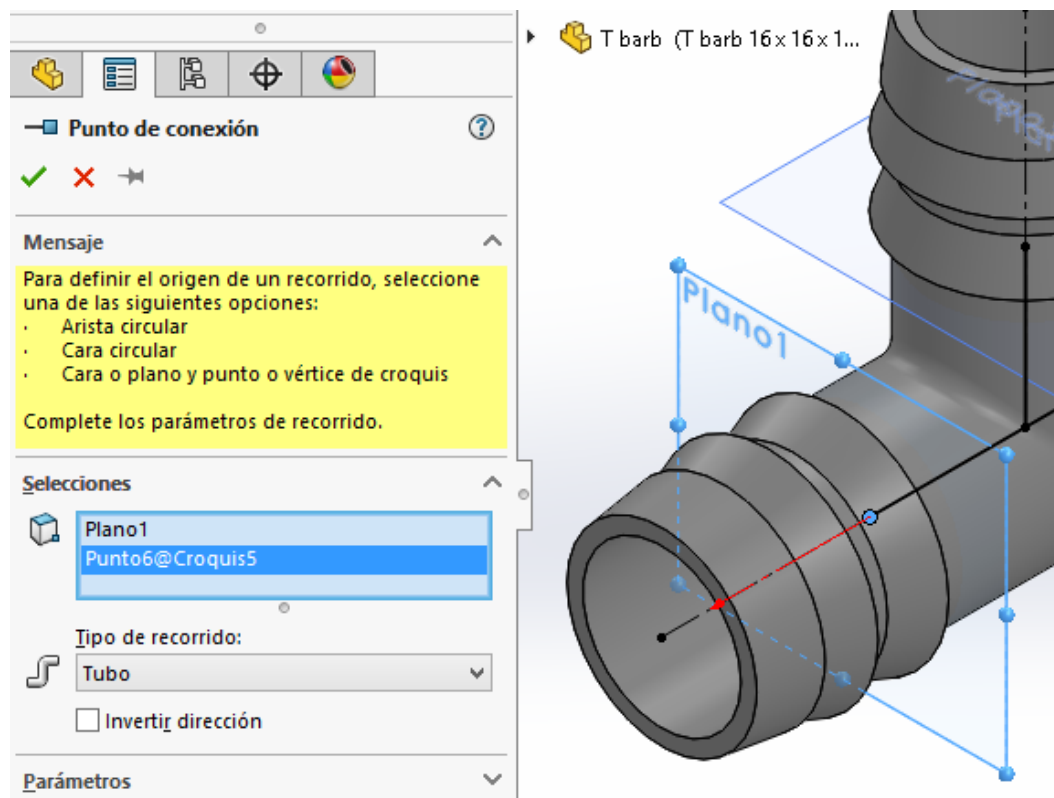 T barb (T barb 16x16x1...
Punto de conexión
Mensaje
Para definir el origen de un recorrido, seleccione
una de las siguientes opciones:
· Arista circular
· Cara circular
· Cara o plano y punto o vértice de croquis
Complete los parámetros de recorrido.
Selecciones
Plano1
Punto6@Croquis5
Tipo de recorrido:
Tubo
Invertir dirección
Parámetros
Plano1